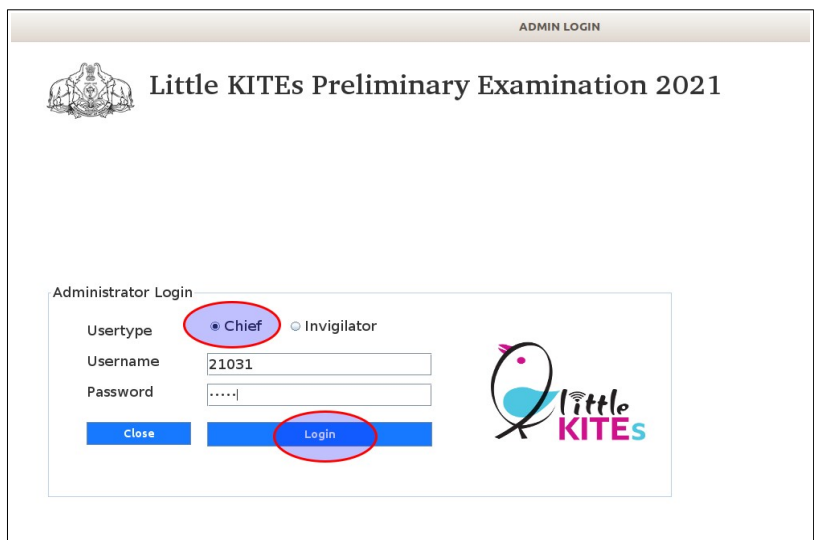 ADMIN LOGIN
Little KITEs Preliminary Examination 2021
Administrator Login
Usertype Chief Invigilator
Username 21031
Password .....
Close Login
little
KITEs